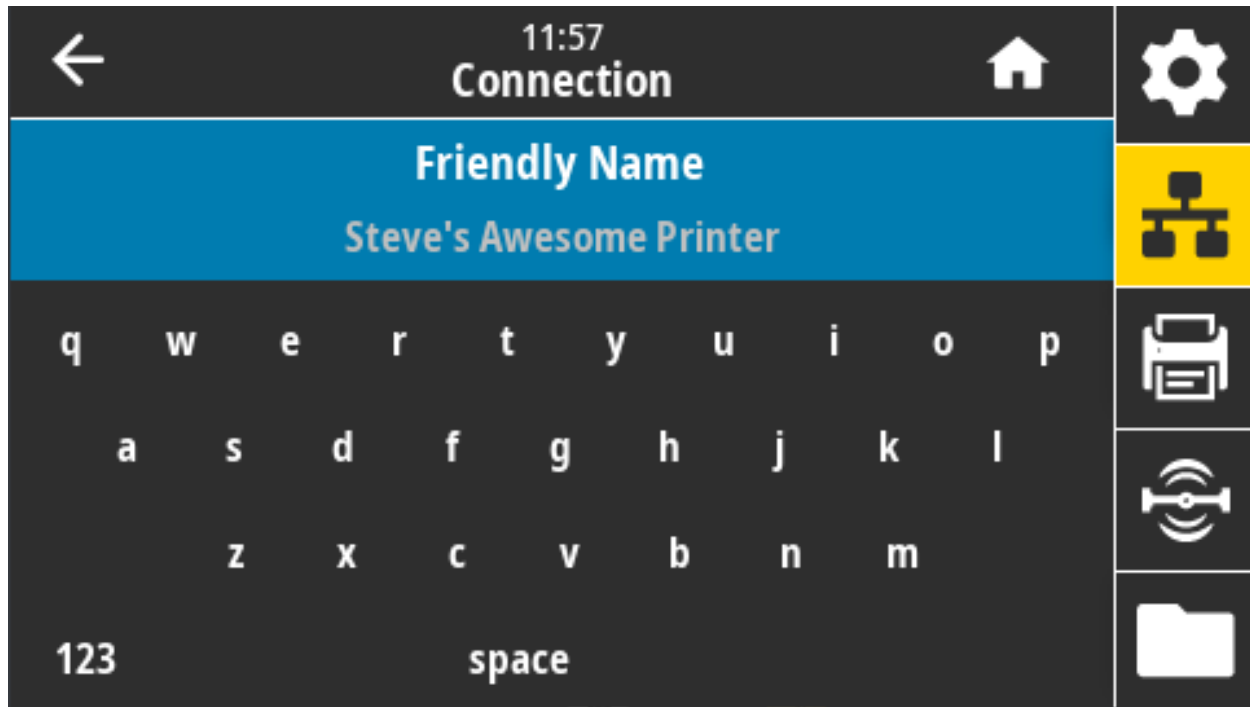 11:57
Connection
Friendly Name
Steve's Awesome Printer
q w e r t y u i o p
a s d f g h j k l
z x c v b n m
123 space